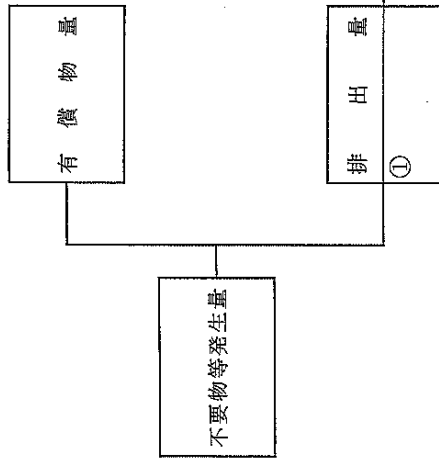 有償物量
不要物等発生量
排出量
①